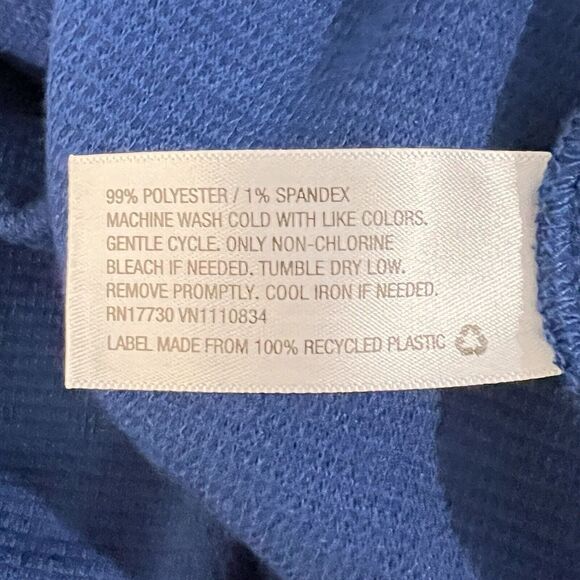 99% POLYESTER / 1% SPANDEX
MACHINE WASH COLD WITH LIKE COLORS.
GENTLE CYCLE. ONLY NON-CHLORINE
BLEACH IF NEEDED. TUMBLE DRY LOW.
REMOVE PROMPTLY. COOL IRON IF NEEDED.
RN17730 VN1110834
LABEL MADE FROM 100% RECYCLED PLASTIC